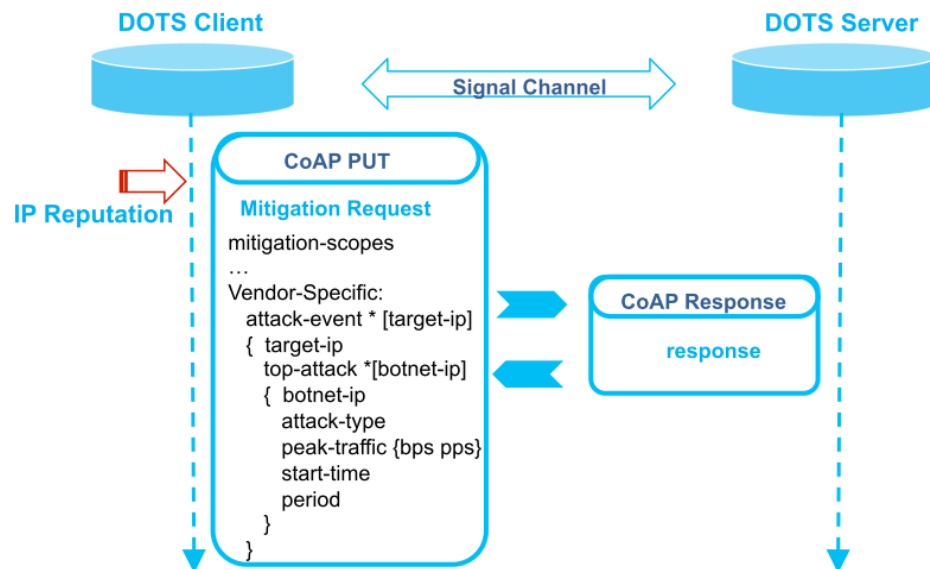 DOTS Client
DOTS Server
Signal Channel
CoAP PUT
IP Reputation
Mitigation Request
mitigation-scopes
…
Vendor-Specific:
attack-event * [target-ip]
{ target-ip
top-attack *[botnet-ip]
{ botnet-ip
attack-type
peak-traffic {bps pps}
start-time
period
}
}
CoAP Response
response